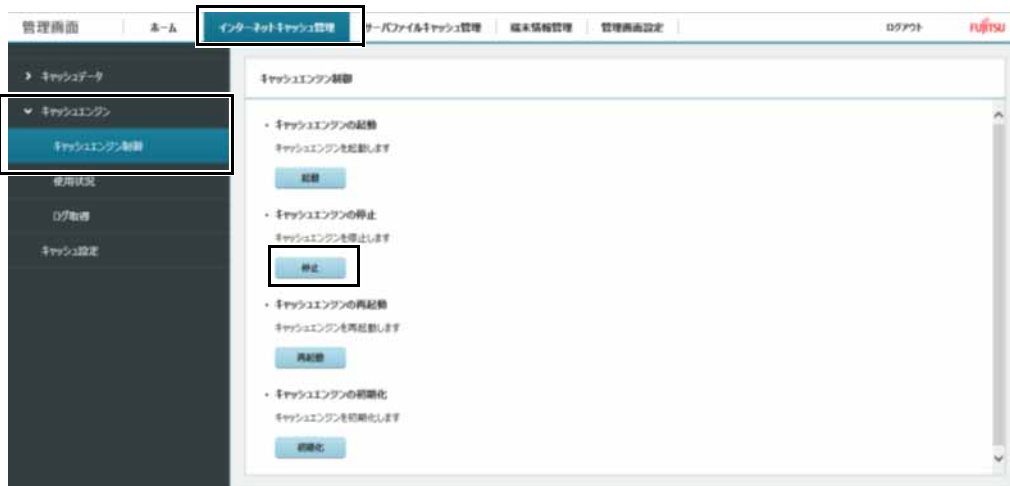 管理画面
ホーム
インターネットキャッシュ管理
サーバファイルキャッシュ管理
端末情報管理
管理画面設定
ログアウト
FUJITSU
キャッシュデータ
キャッシュエンジン
キャッシュエンジン制御
使用状況
ログ取得
キャッシュ設定
キャッシュエンジン制御
・キャッシュエンジンの起動
キャッシュエンジンを起動します
起動
・キャッシュエンジンの停止
キャッシュエンジンを停止します
停止
・キャッシュエンジンの再起動
キャッシュエンジンを再起動します
再起動
・キャッシュエンジンの初期化
キャッシュエンジンを初期化します
初期化